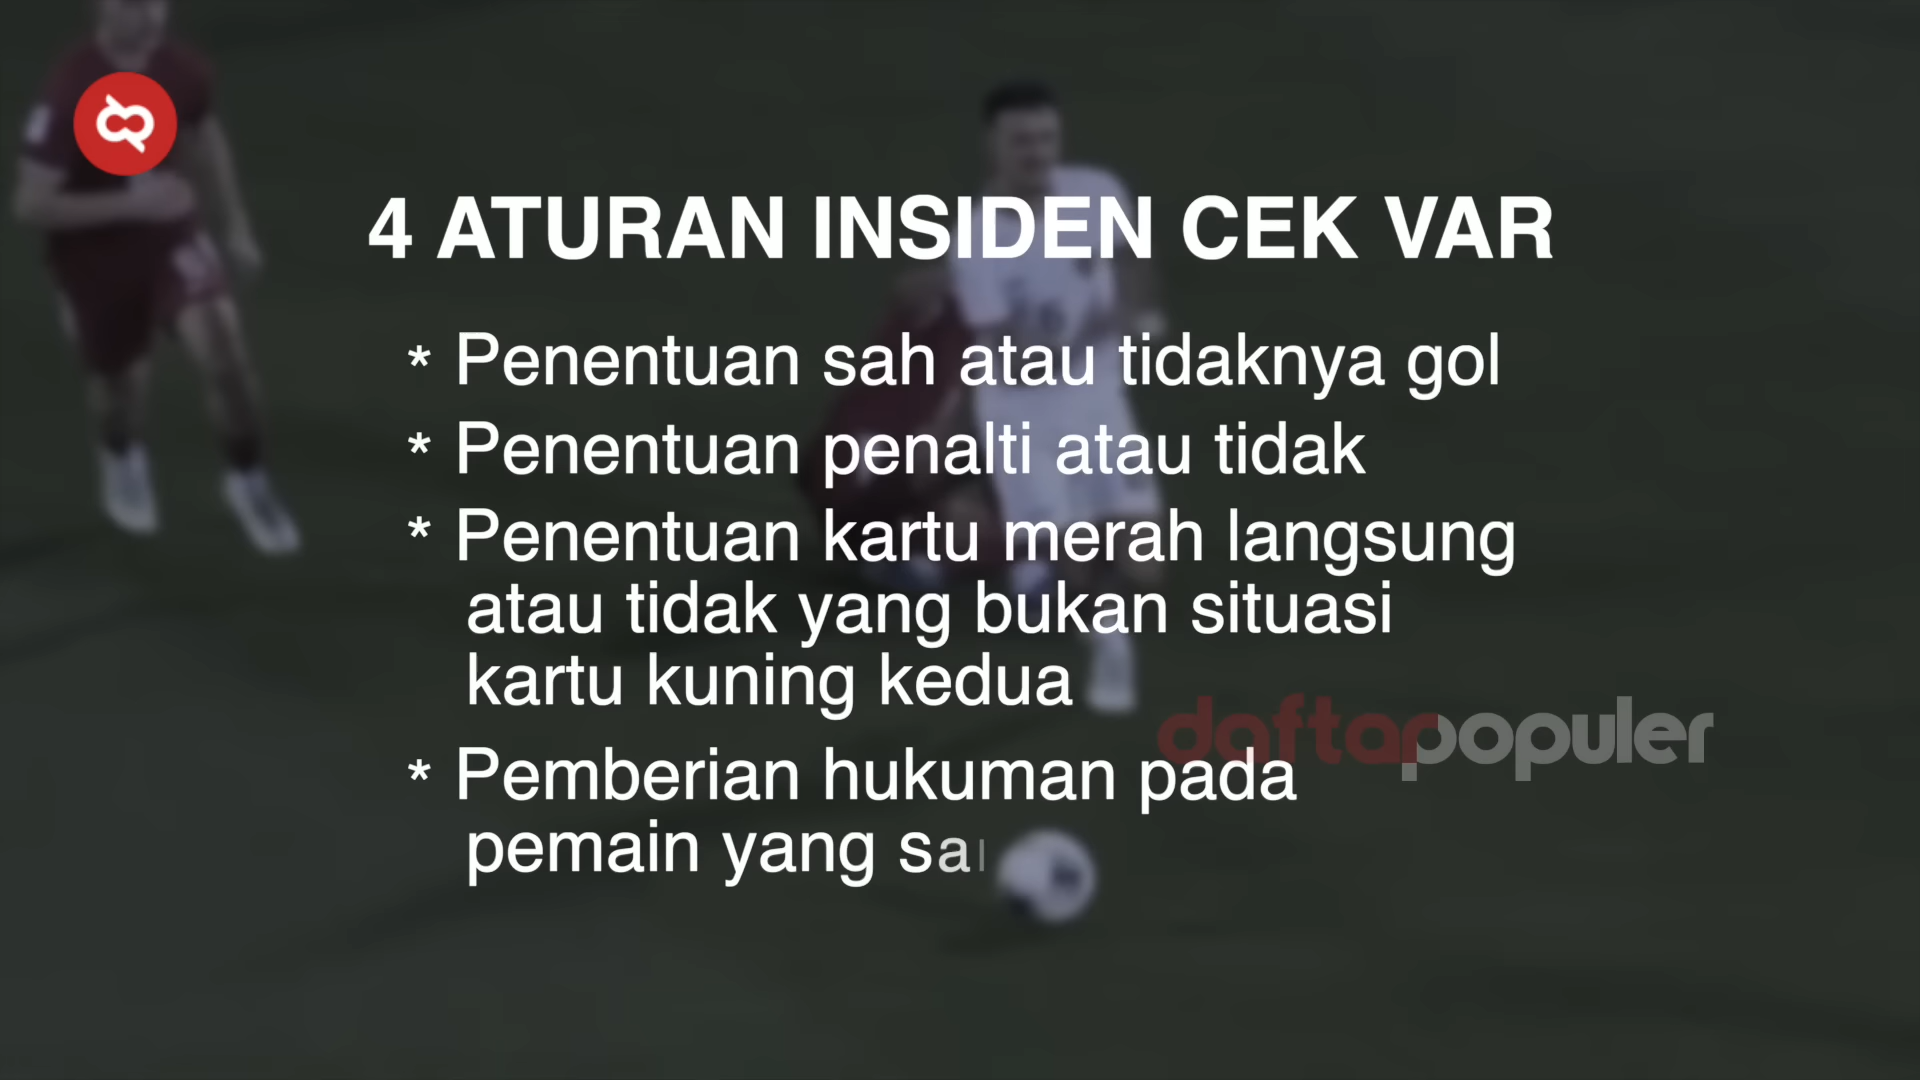 4 ATURAN INSIDEN CEK VAR
* Penentuan sah atau tidaknya gol
* Penentuan penalti atau tidak
* Penentuan kartu merah langsung
atau tidak yang bukan situasi
kartu kuning kedua
daftarpopuler
* Pemberian hukuman pada
pemain yang